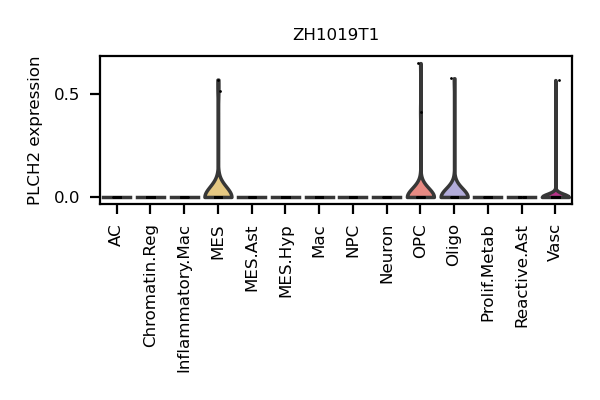 ZH1019T1
PLCH2 expression
0.5
0.0
AC
Chromatin.Reg
Inflammatory.Mac
MES
MES.Ast
MES.Hyp
Mac
NPC
Neuron
OPC
Oligo
Prolif.Metab
Reactive.Ast
Vasc